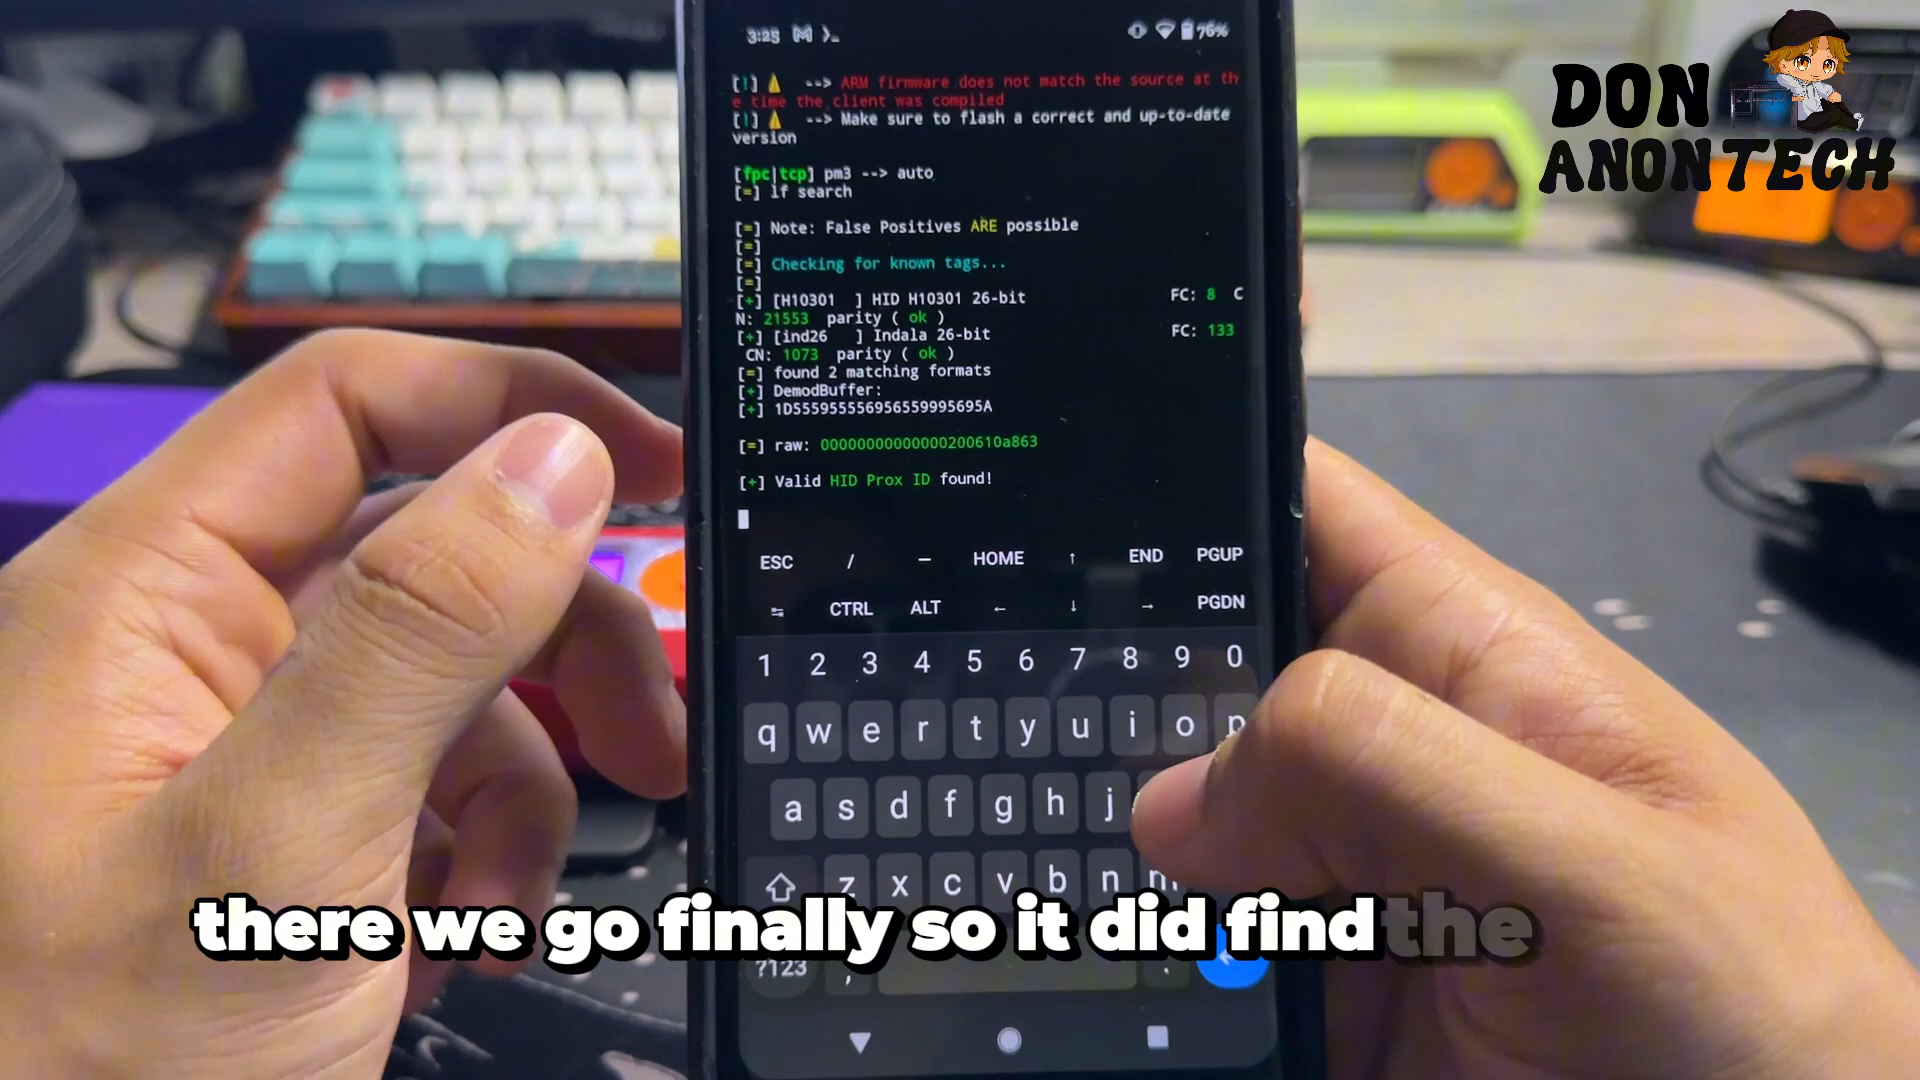 3:25 76%
DON
ANONTECH
[!] --> ARM firmware does not match the source at th
e time the client was compiled
[!] --> Make sure to flash a correct and up-to-date
version
[fpc|tcp] pm3 --> auto
[=] lf search
[=] Note: False Positives ARE possible
[=]
[=] Checking for known tags...
[=]
[+] [H10301 ] HID H10301 26-bit FC: 8 C
N: 21553 parity ( ok )
[+] [ind26 ] Indala 26-bit FC: 133
CN: 1073 parity ( ok )
[=] found 2 matching formats
[+] DemodBuffer:
[+] 1D5559555569565599956 95A
[=] raw: 00000000000000200610a863
[+] Valid HID Prox ID found!
ESC / – HOME ↑ END PGUP
⇆ CTRL ALT ← ↓ → PGDN
1 2 3 4 5 6 7 8 9 0
q w e r t y u i o p
a s d f g h j
z x c v b n m
there we go finally so it did find the
?123 , .